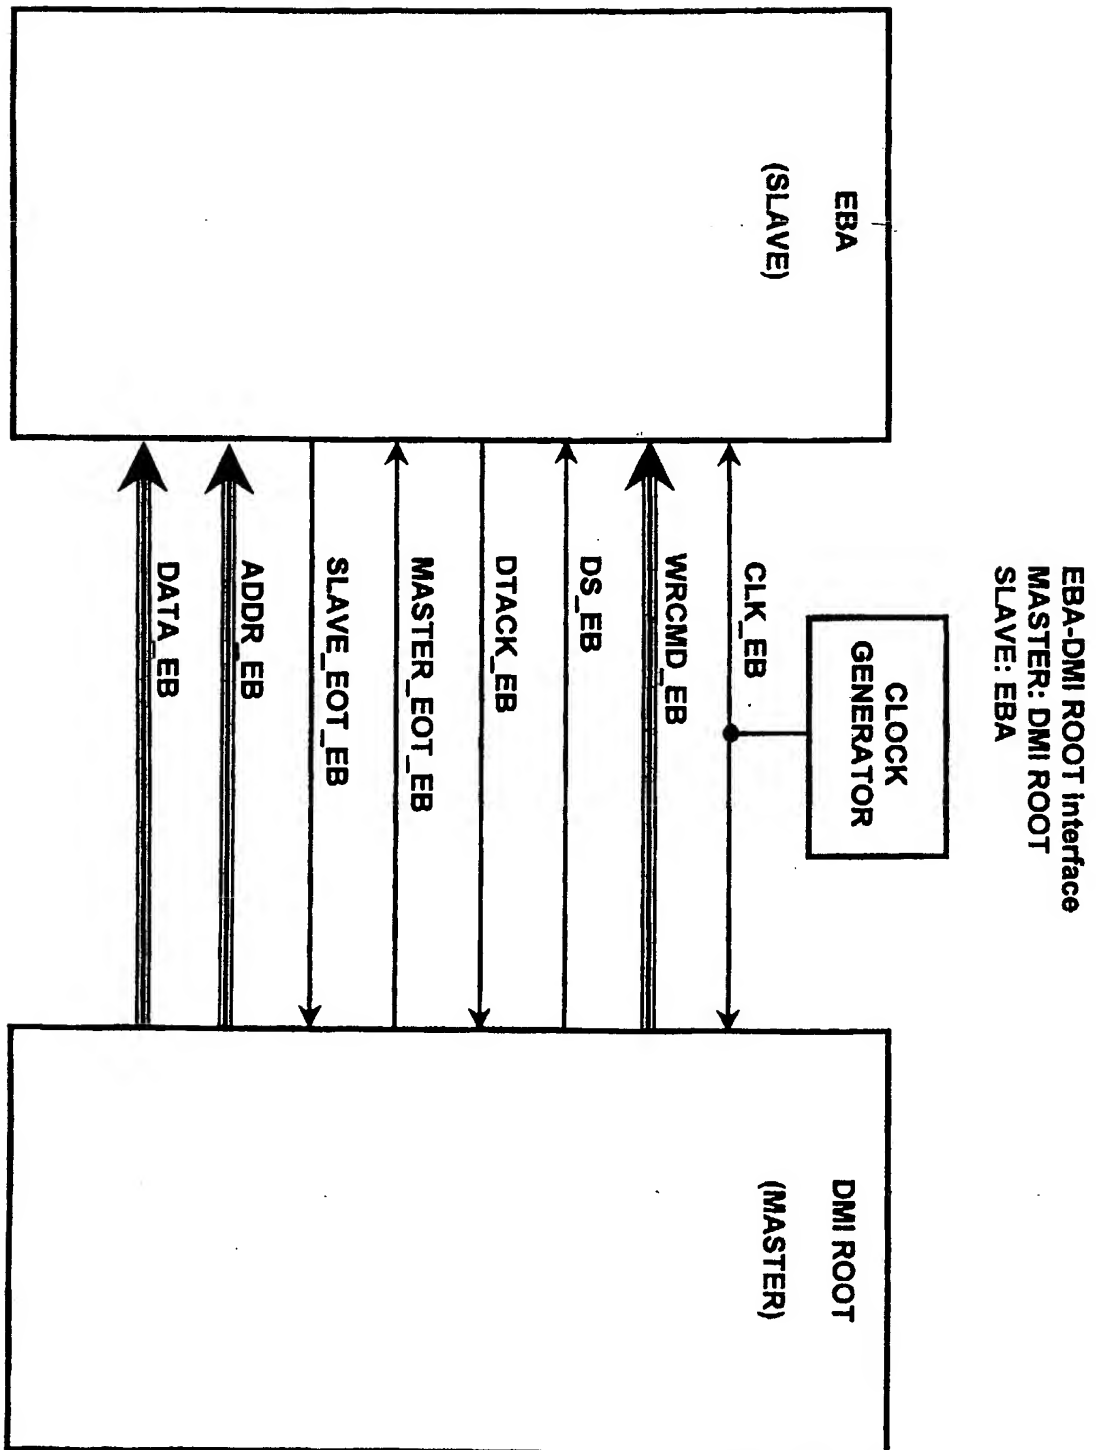 EBA-DMI ROOT interface
MASTER: DMI ROOT
SLAVE: EBA
CLOCK
GENERATOR
EBA
(SLAVE)
DMI ROOT
(MASTER)
CLK_EB
WRCMD_EB
DS_EB
DTACK_EB
MASTER_EOT_EB
SLAVE_EOT_EB
ADDR_EB
DATA_EB